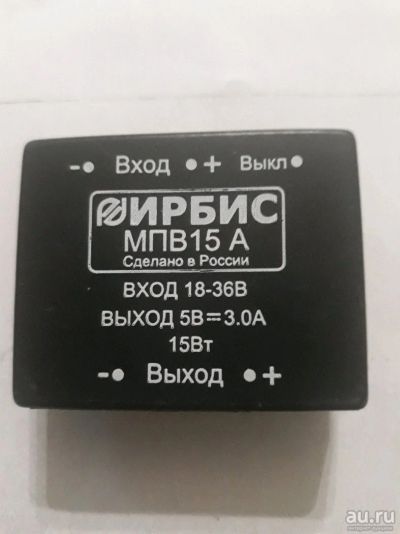 -● Вход ●+ Выкл●
ИРБИС
МПВ15 А
Сделано в России
ВХОД 18-36В
ВЫХОД 5В⎓3.0А
15Вт
-● Выход ●+
au.ru